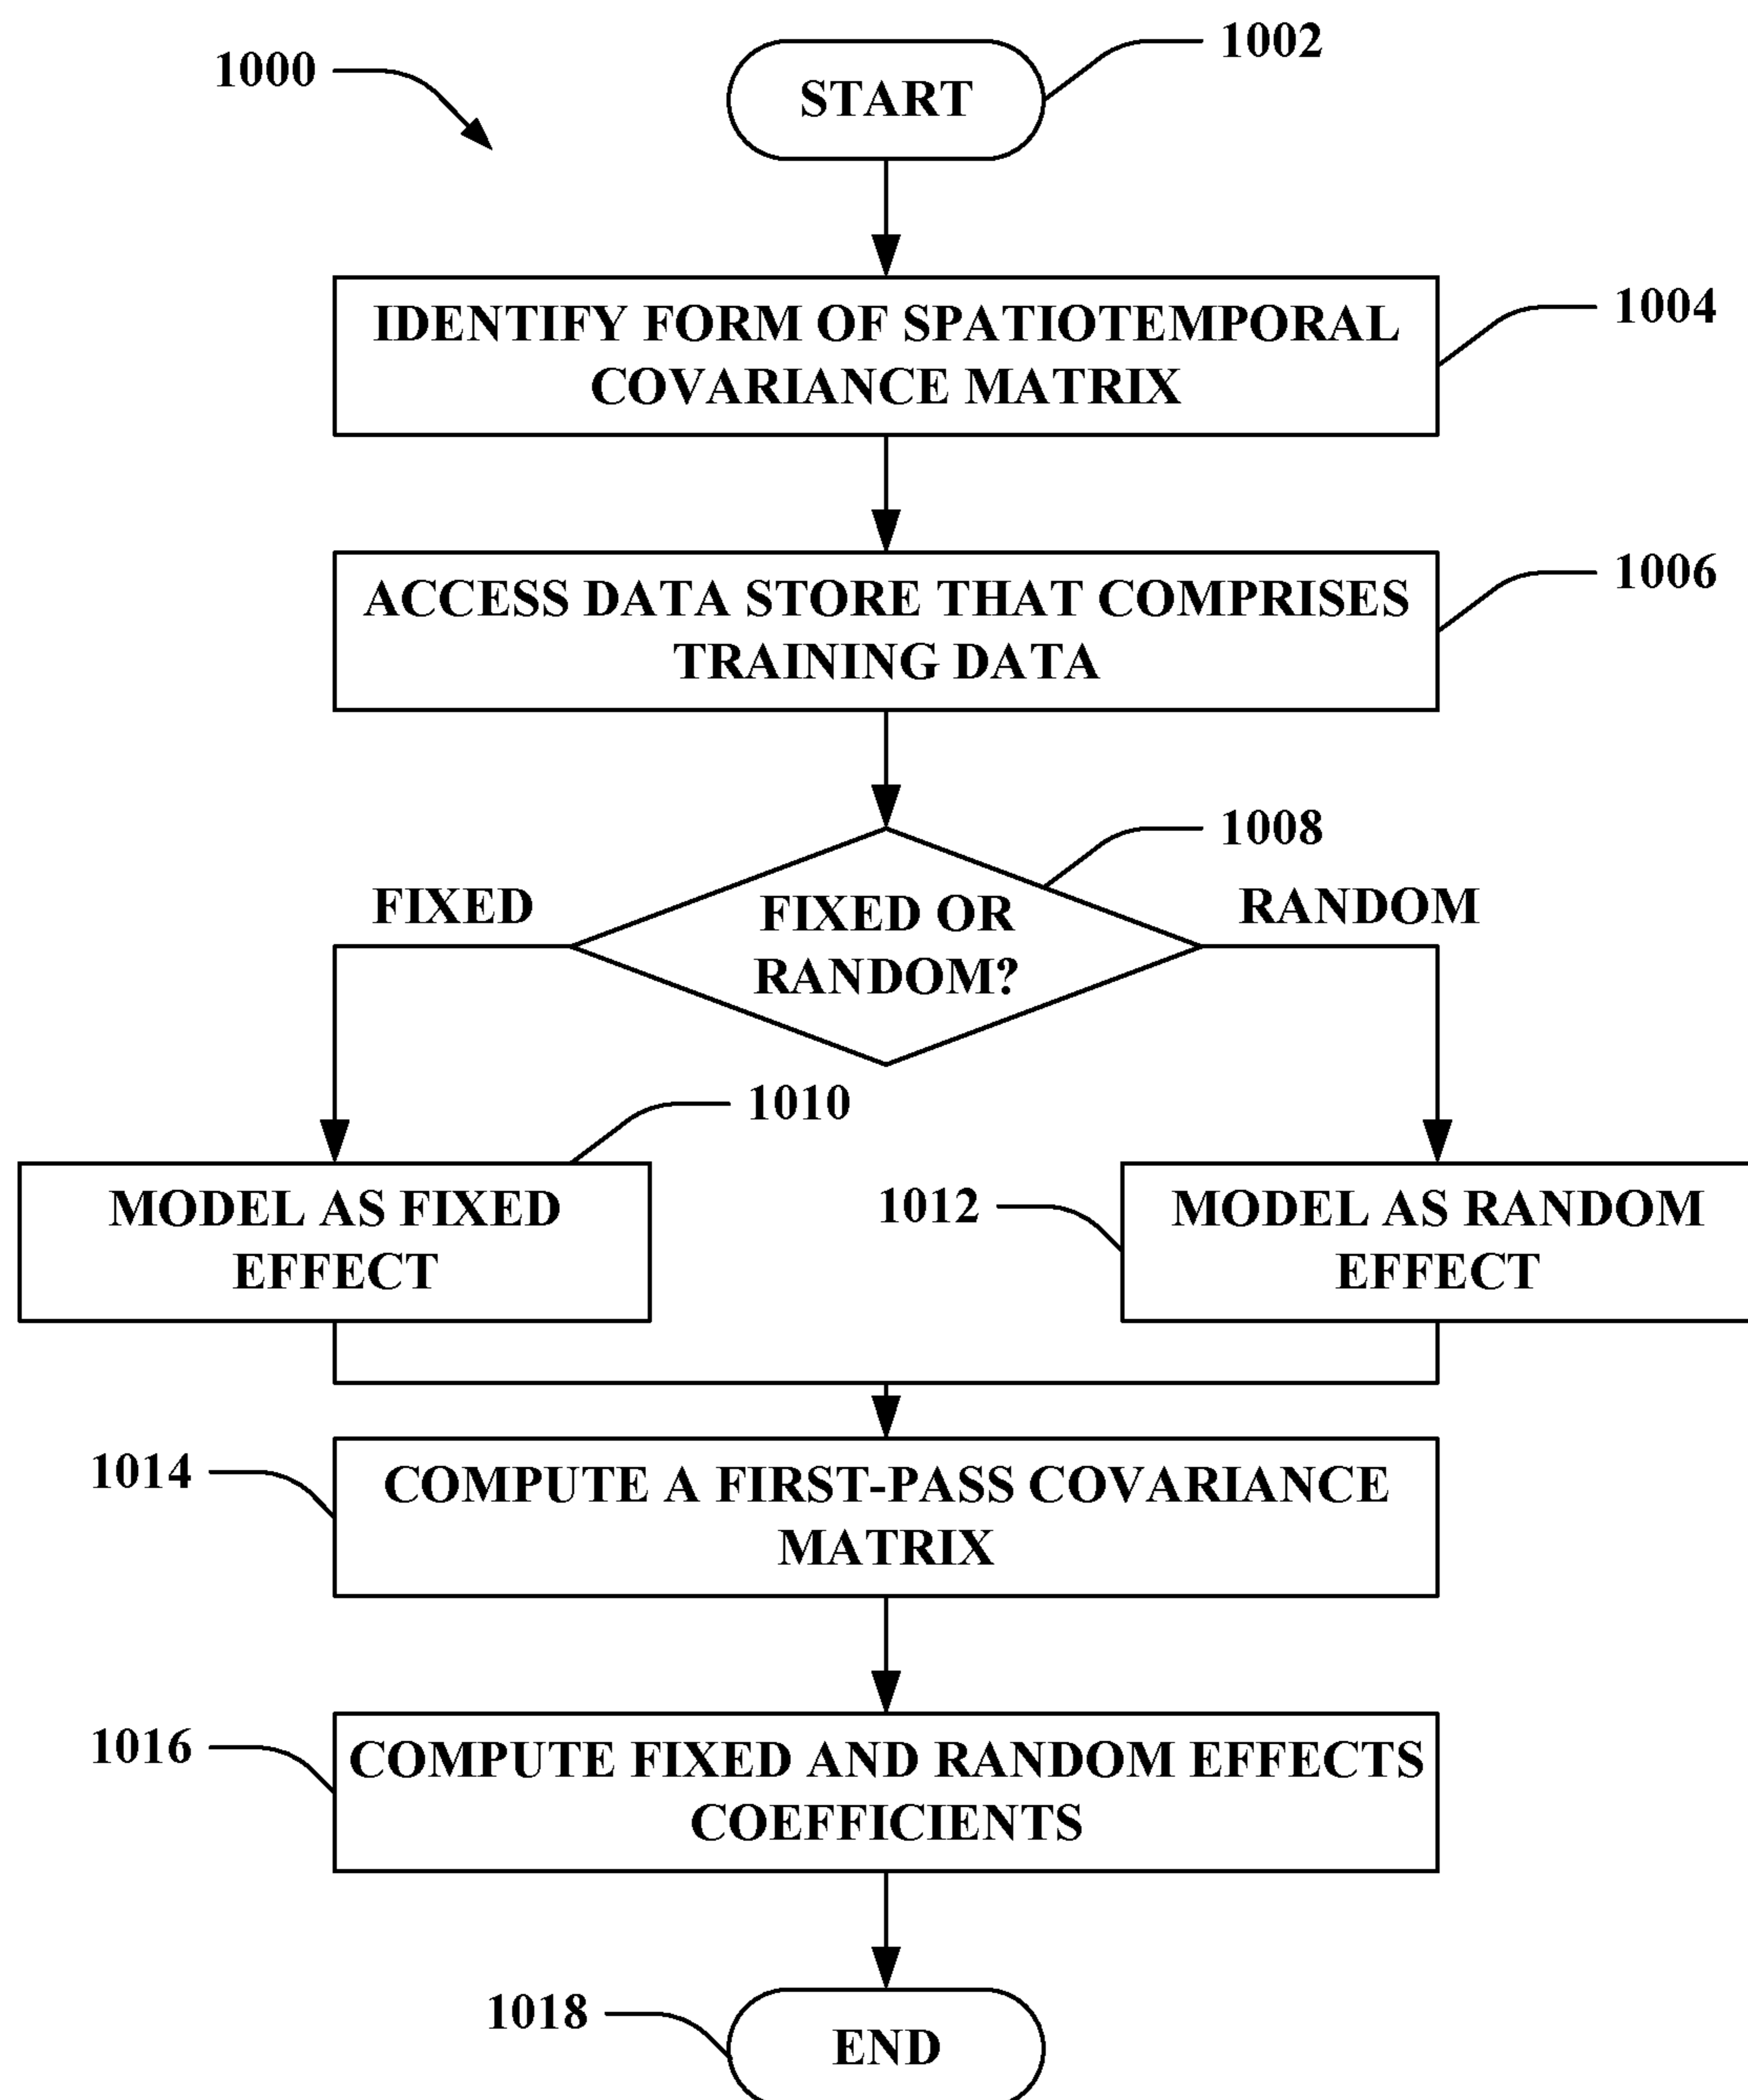 1000
START
1002
IDENTIFY FORM OF SPATIOTEMPORAL
COVARIANCE MATRIX
1004
ACCESS DATA STORE THAT COMPRISES
TRAINING DATA
1006
1008
FIXED
FIXED OR
RANDOM?
RANDOM
1010
MODEL AS FIXED
EFFECT
1012
MODEL AS RANDOM
EFFECT
1014
COMPUTE A FIRST-PASS COVARIANCE
MATRIX
1016
COMPUTE FIXED AND RANDOM EFFECTS
COEFFICIENTS
1018
END